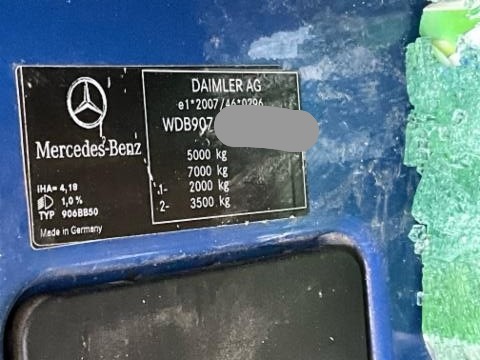 DAIMLER AG
e1*2007/46*0296
WDB907
Mercedes-Benz
5000 kg
7000 kg
1- 2000 kg
2- 3500 kg
iHA= 4,18
1,0 %
TYP 906BB50
Made in Germany